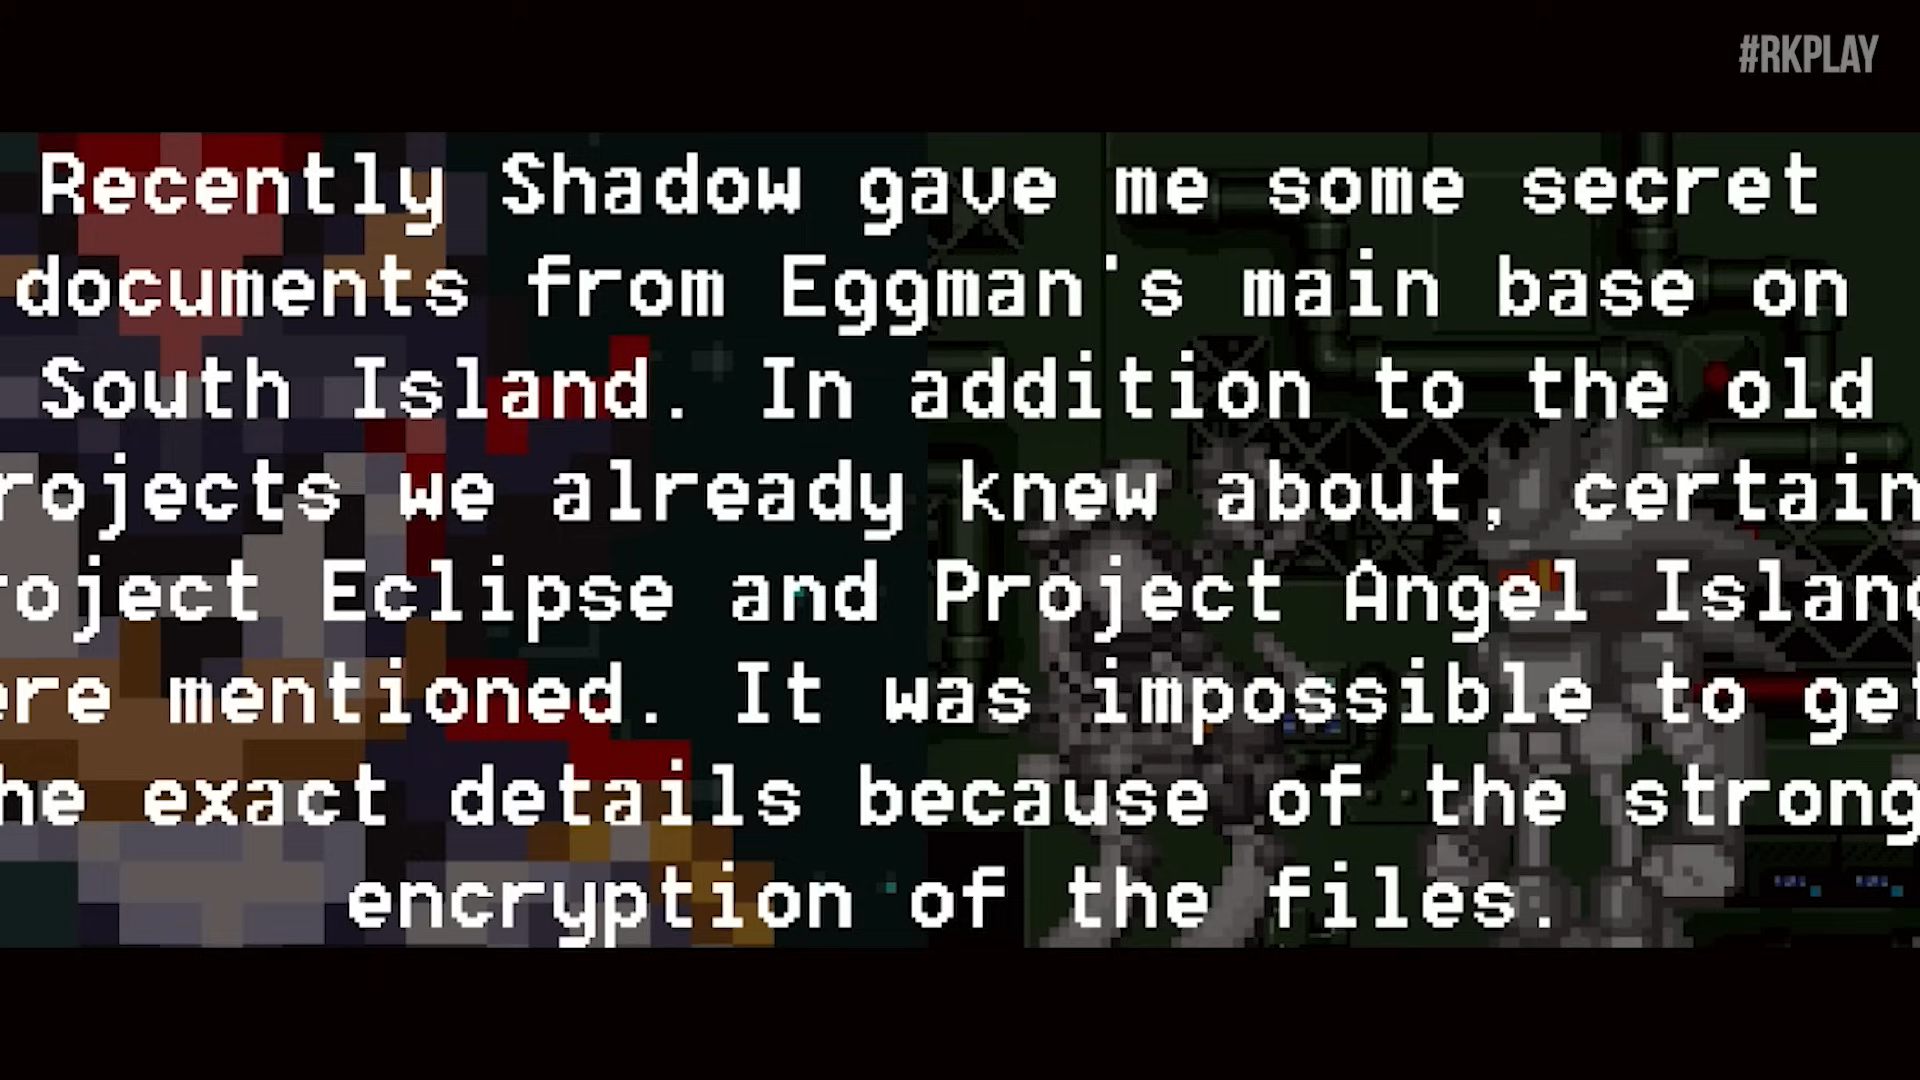 #RKPLAY
Recently Shadow gave me some secret
documents from Eggman's main base on
South Island. In addition to the old
rojects we already knew about, certain
roject Eclipse and Project Angel Island
ere mentioned. It was impossible to get
he exact details because of the strong
encryption of the files.